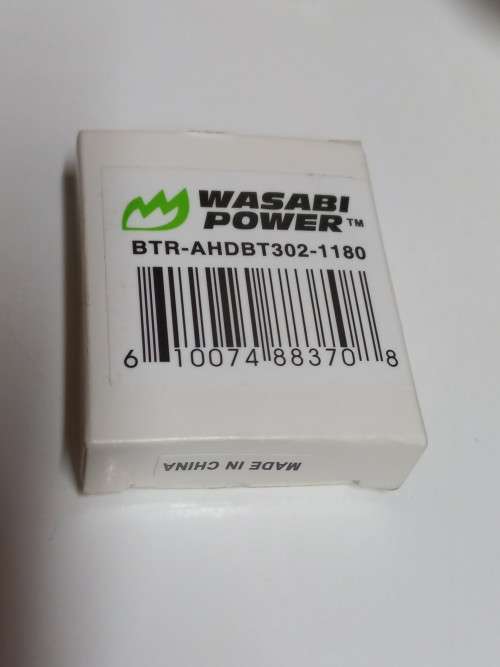 WASABI
POWER™
BTR-AHDBT302-1180
6 10074 88370 8
MADE IN CHINA